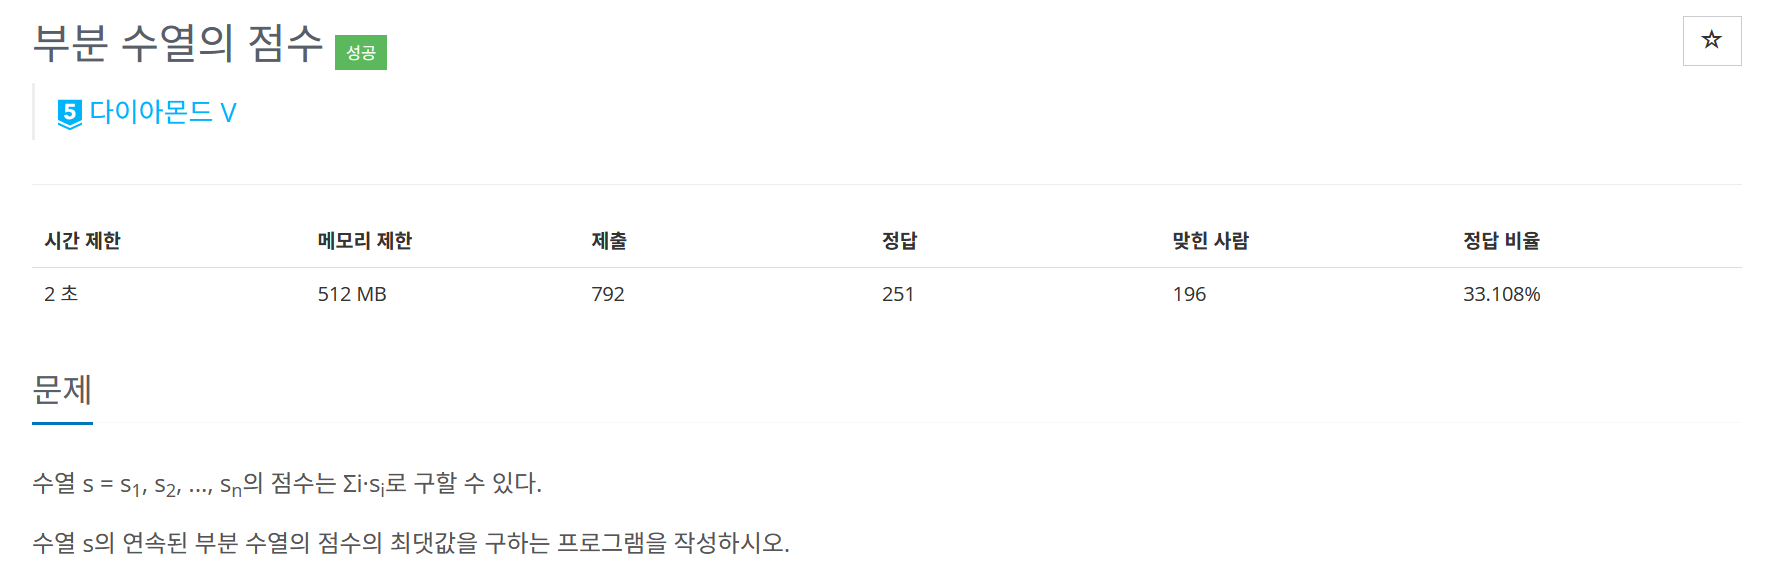 부분 수열의 점수 성공
5 다이아몬드 V
시간 제한 메모리 제한 제출 정답 맞힌 사람 정답 비율
2 초 512 MB 792 251 196 33.108%
문제
수열 s = s1, s2, ..., sn의 점수는 Σi·si로 구할 수 있다.
수열 s의 연속된 부분 수열의 점수의 최댓값을 구하는 프로그램을 작성하시오.